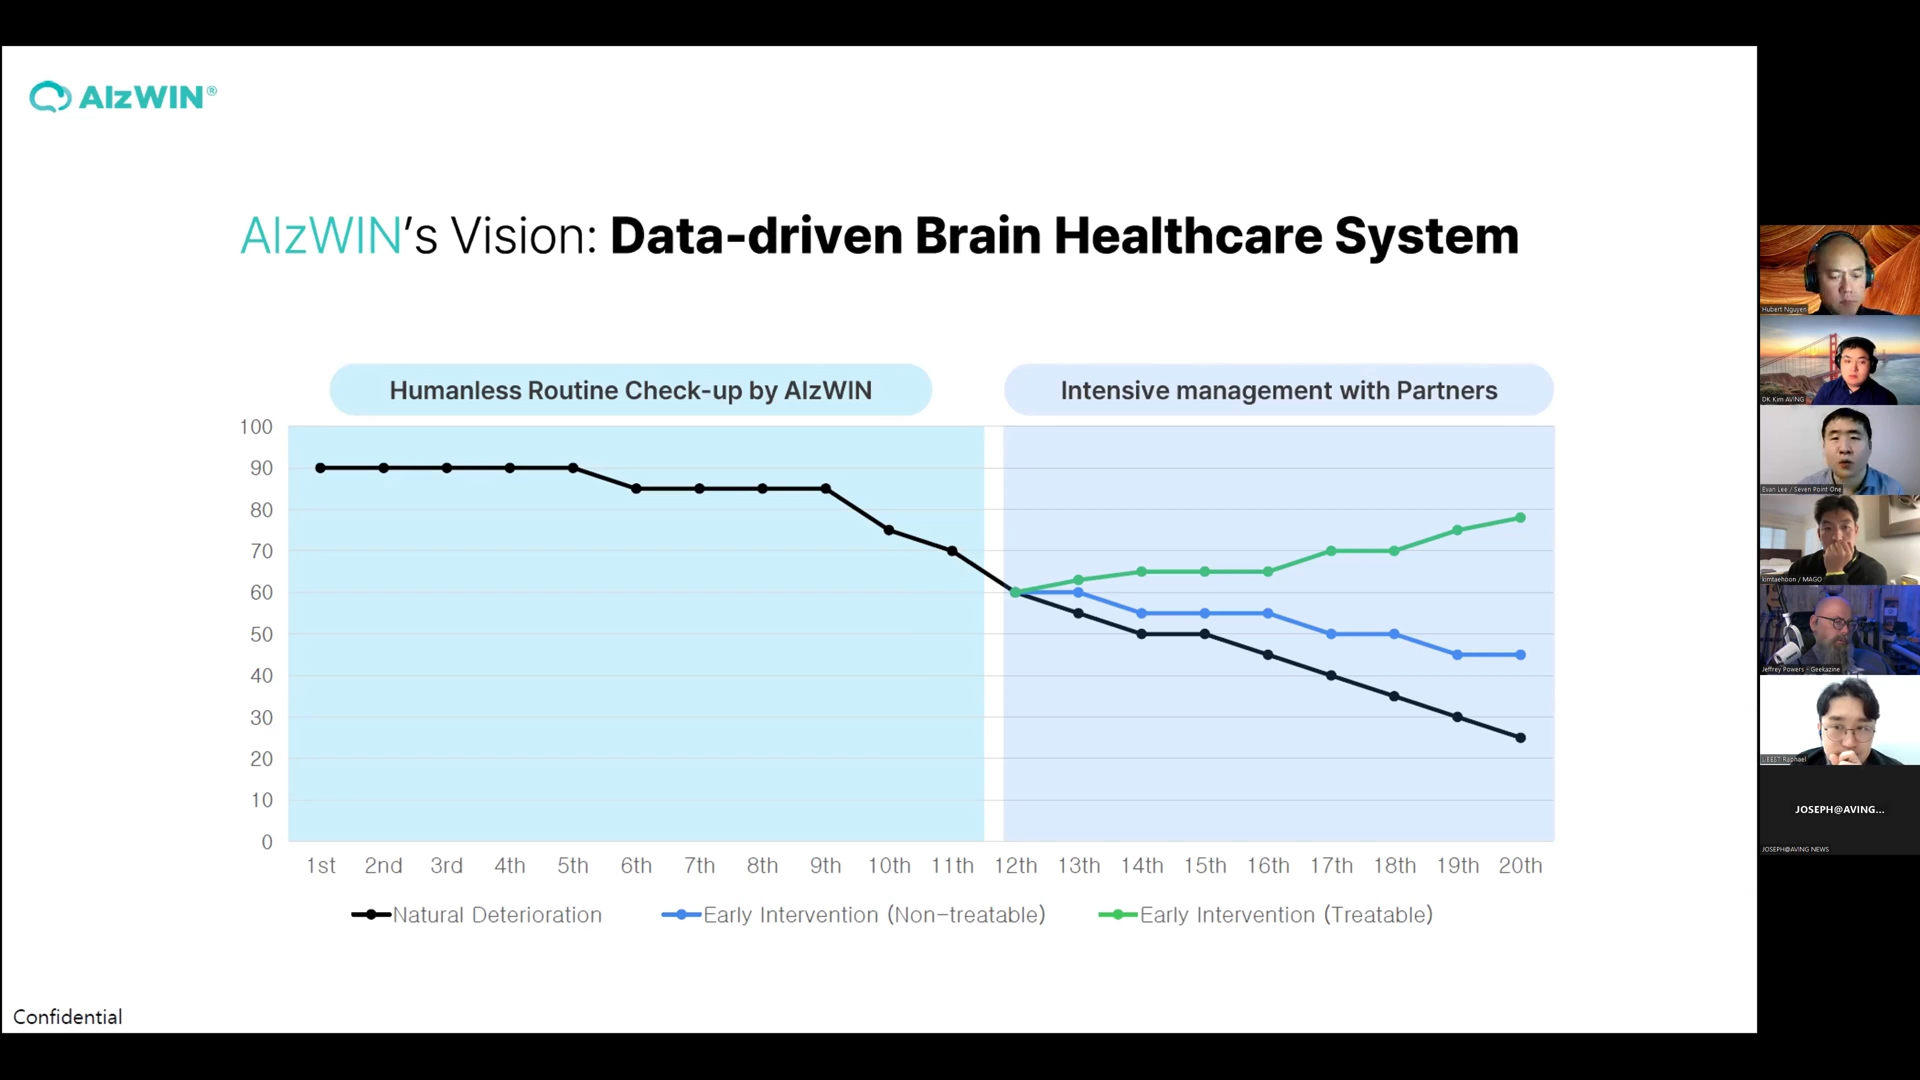 AlzWIN®
AlzWIN's Vision: Data-driven Brain Healthcare System
Humanless Routine Check-up by AlzWIN
Intensive management with Partners
100
90
80
70
60
50
40
30
20
10
0
1st 2nd 3rd 4th 5th 6th 7th 8th 9th 10th 11th 12th 13th 14th 15th 16th 17th 18th 19th 20th
Natural Deterioration Early Intervention (Non-treatable) Early Intervention (Treatable)
Confidential
Hubert Nguyen
DK Kim AVING
Evan Lee / Seven Point One
kimtaehoon / MAGO
Jeffrey Powers - Geekazine
Raphael
JOSEPH@AVING...
JOSEPH@AVING NEWS